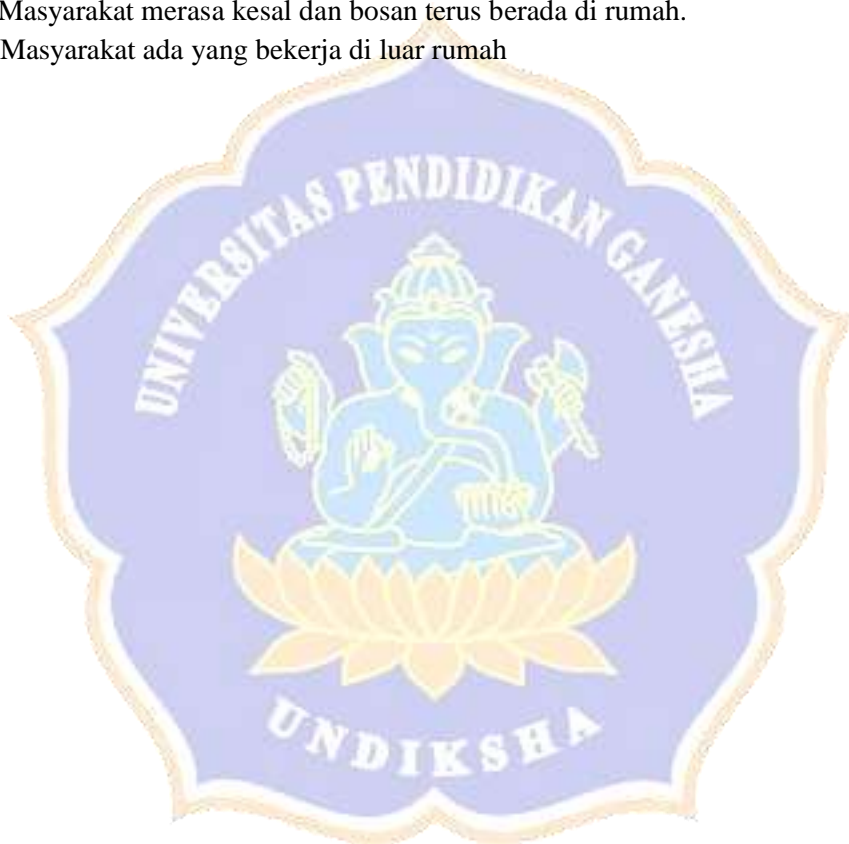 Masyarakat merasa kesal dan bosan terus berada di rumah.
Masyarakat ada yang bekerja di luar rumah
UNIVERSITAS PENDIDIKAN GANESHA
UNDIKSHA